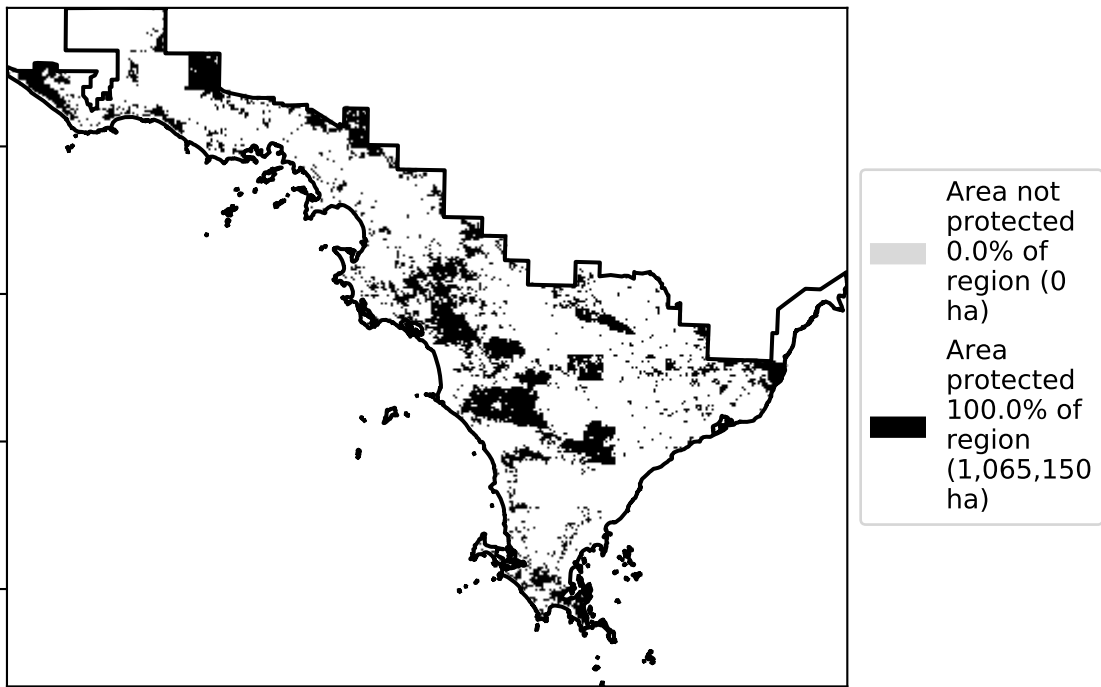 Area not
protected
0.0% of
region (0
ha)
Area
protected
100.0% of
region
(1,065,150
ha)